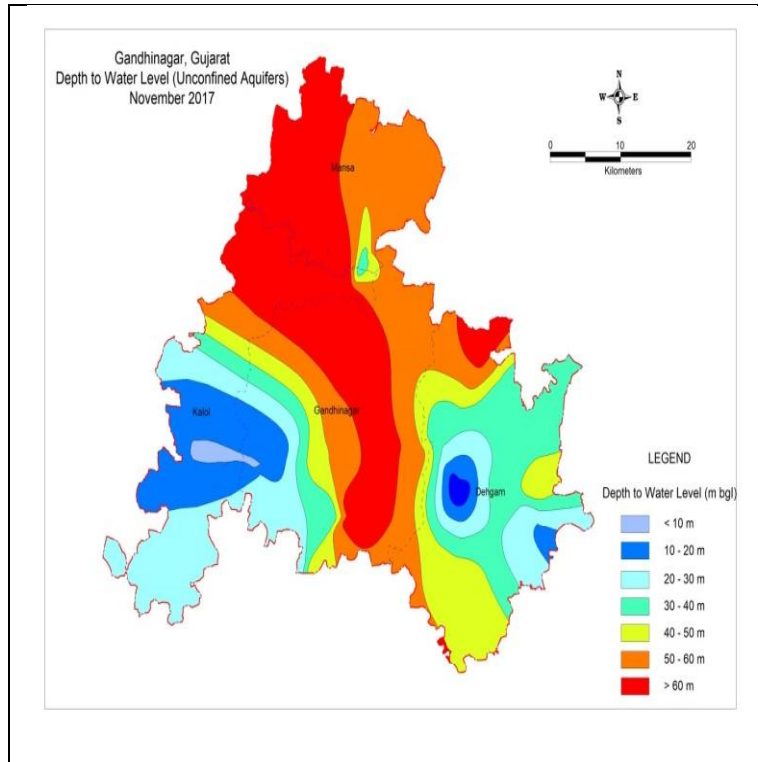 Gandhinagar, Gujarat
Depth to Water Level (Unconfined Aquifers)
November 2017
N
W E
S
0 10 20
Kilometers
Mansa
Kalol
Gandhinagar
Dehgam
LEGEND
Depth to Water Level (m bgl)
< 10 m
10 - 20 m
20 - 30 m
30 - 40 m
40 - 50 m
50 - 60 m
> 60 m